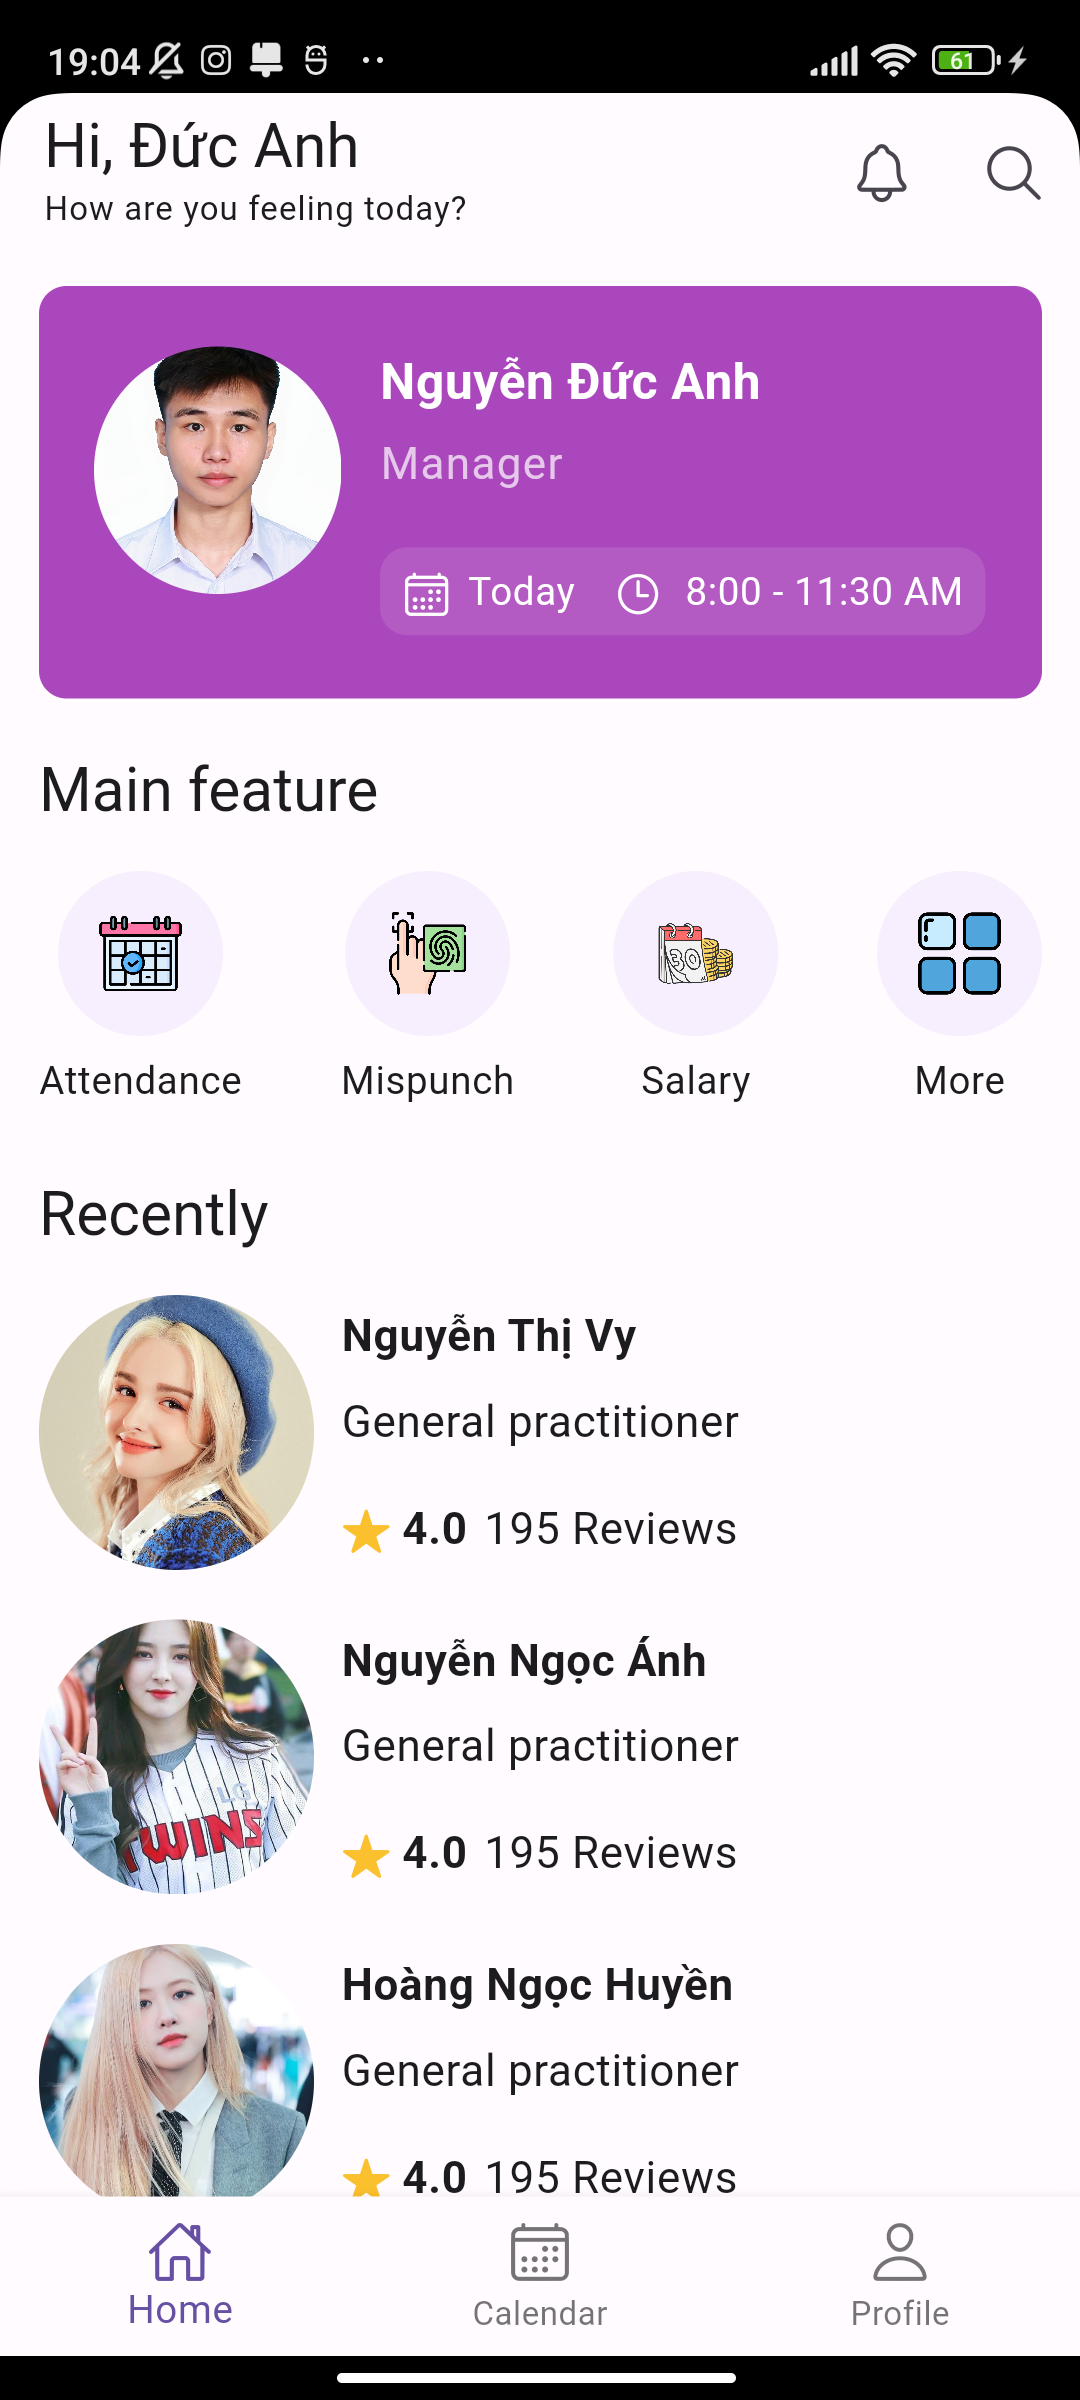 19:04
61
Hi, Đức Anh
How are you feeling today?
Nguyễn Đức Anh
Manager
Today 8:00 - 11:30 AM
Main feature
30
Attendance Mispunch Salary More
Recently
Nguyễn Thị Vy
General practitioner
4.0 195 Reviews
Nguyễn Ngọc Ánh
General practitioner
LG
TWINS
4.0 195 Reviews
Hoàng Ngọc Huyền
General practitioner
4.0 195 Reviews
Home Calendar Profile